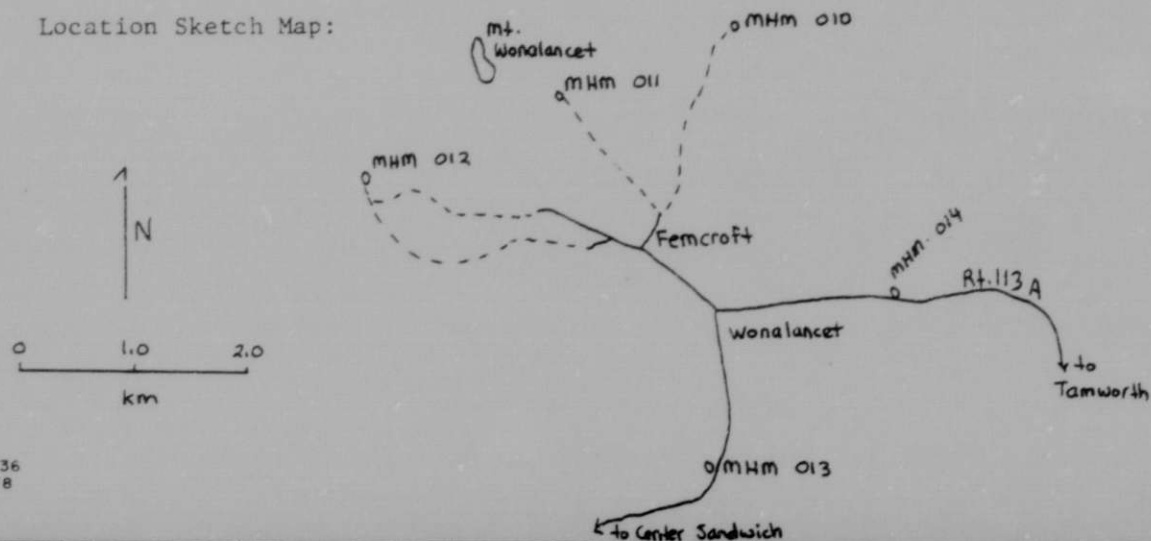 Location Sketch Map:
MHM 010
mt.
Wonalancet
MHM 011
MHM 012
N
Ferncroft
MHM. 014
Rt. 113 A
0 1.0 2.0
km
Wonalancet
to
Tamworth
36
8
MHM 013
to Center Sandwich